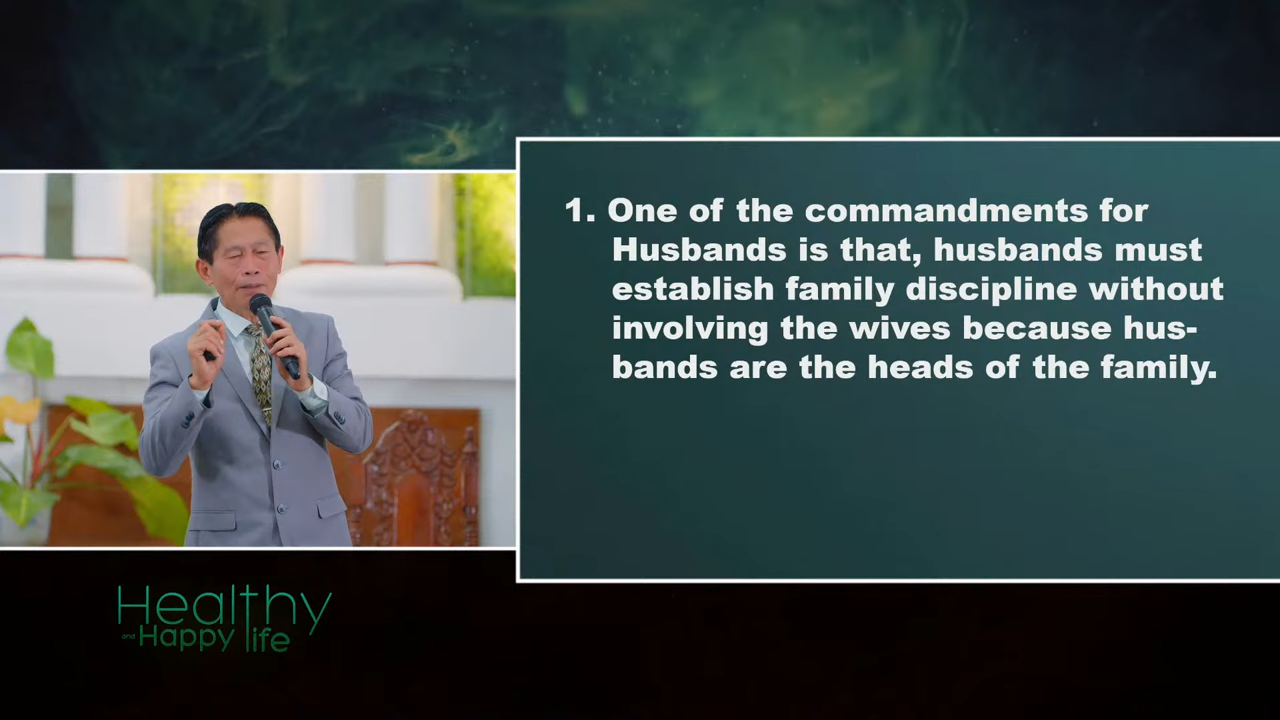 1. One of the commandments for
Husbands is that, husbands must
establish family discipline without
involving the wives because hus-
bands are the heads of the family.
Healthy
and Happy life